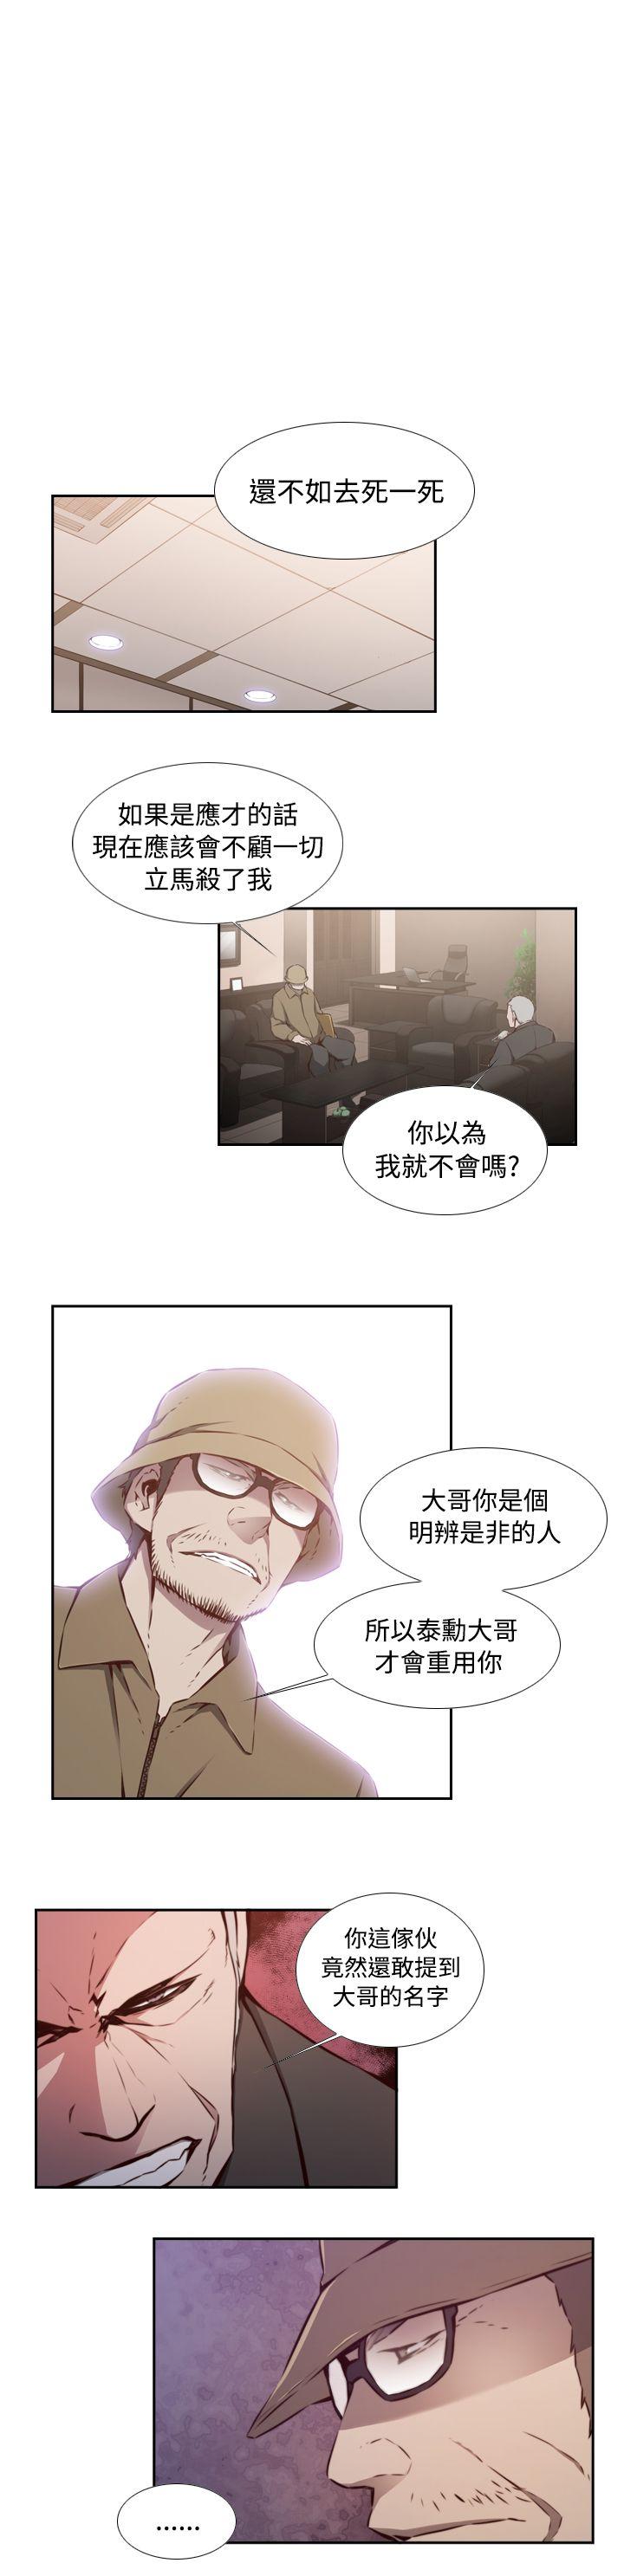 還不如去死一死
如果是應才的話
現在應該會不顧一切
立馬殺了我
你以為
我就不會嗎?
大哥你是個
明辨是非的人
所以泰勳大哥
才會重用你
你這傢伙
竟然還敢提到
大哥的名字
......